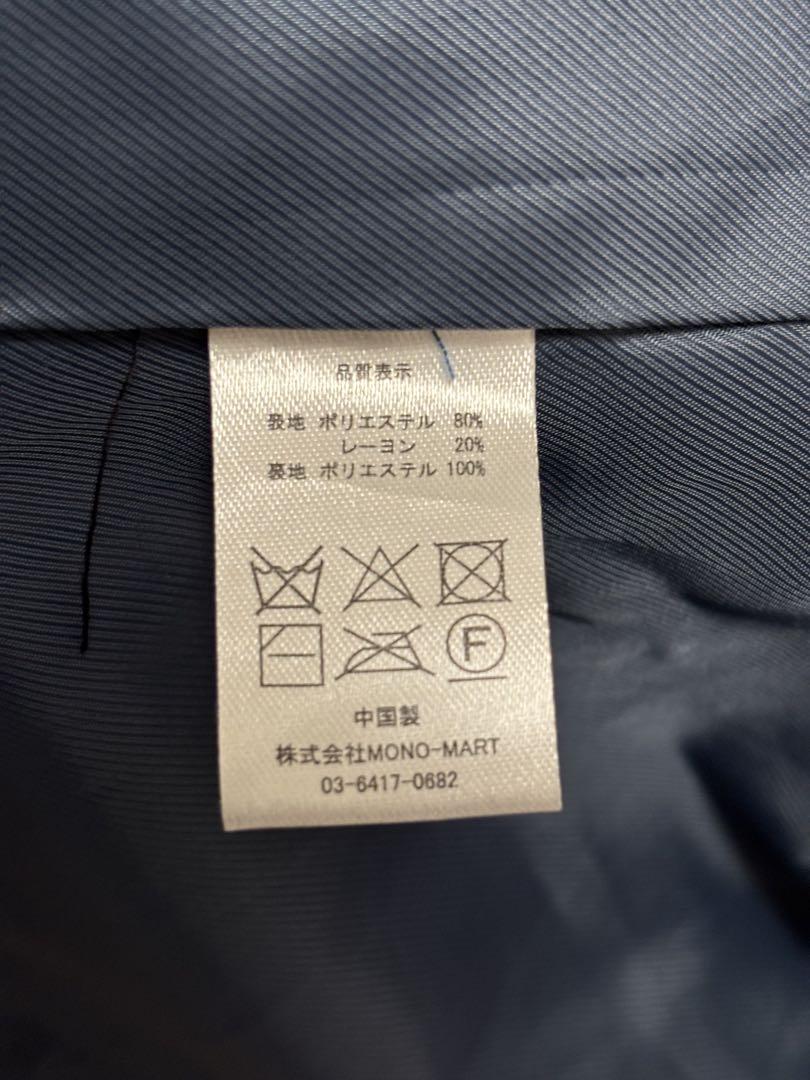 品質表示
表地 ポリエステル 80%
レーヨン 20%
裏地 ポリエステル 100%
F
中国製
株式会社MONO-MART
03-6417-0682